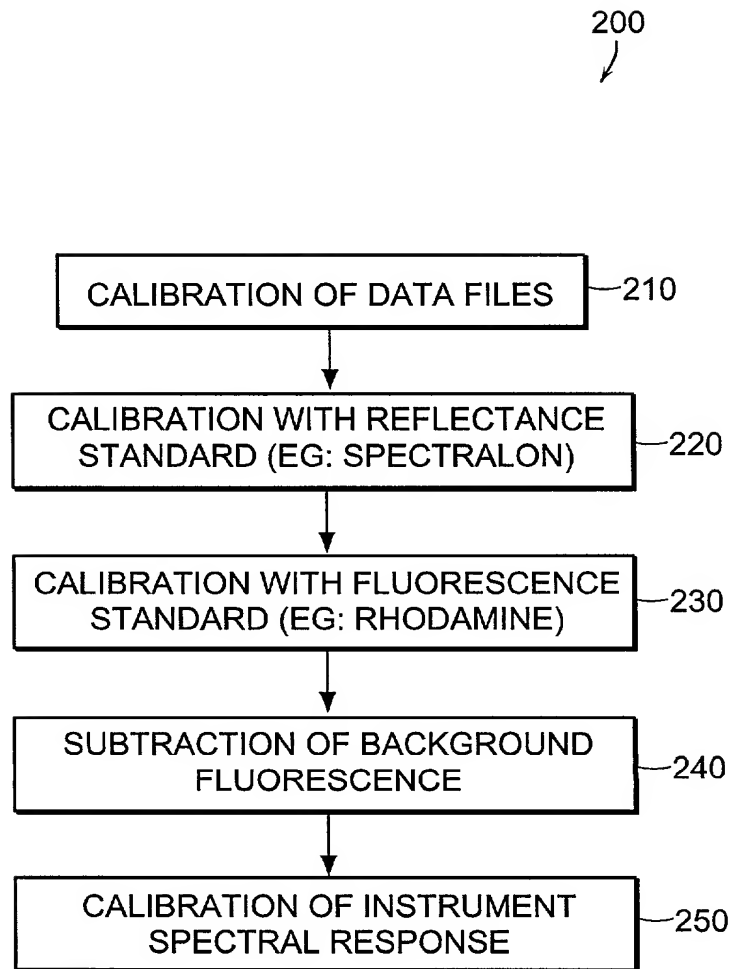 200
CALIBRATION OF DATA FILES
210
CALIBRATION WITH REFLECTANCE
STANDARD (EG: SPECTRALON)
220
CALIBRATION WITH FLUORESCENCE
STANDARD (EG: RHODAMINE)
230
SUBTRACTION OF BACKGROUND
FLUORESCENCE
240
CALIBRATION OF INSTRUMENT
SPECTRAL RESPONSE
250